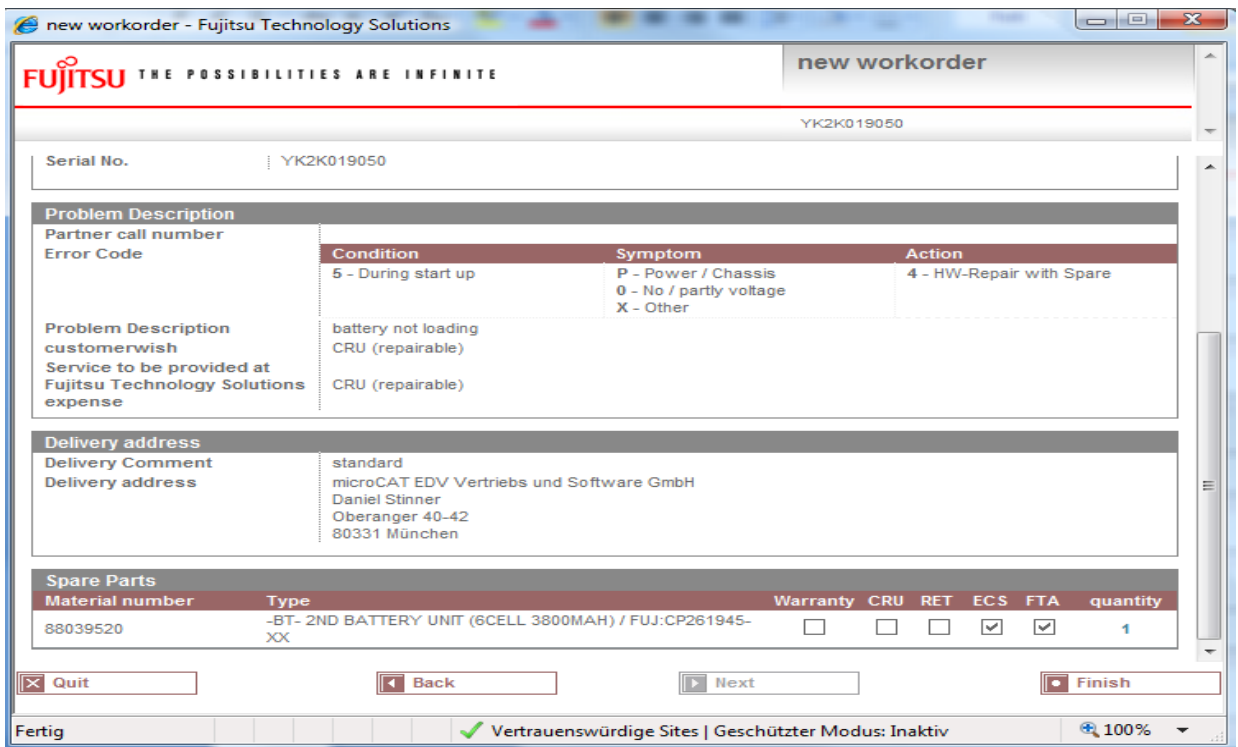 new workorder - Fujitsu Technology Solutions
FUJITSU THE POSSIBILITIES ARE INFINITE
new workorder
YK2K019050
Serial No. YK2K019050
Problem Description
Partner call number
Error Code Condition Symptom Action
5 - During start up P - Power / Chassis 4 - HW-Repair with Spare
0 - No / partly voltage
X - Other
Problem Description battery not loading
customerwish CRU (repairable)
Service to be provided at
Fujitsu Technology Solutions CRU (repairable)
expense
Delivery address
Delivery Comment standard
Delivery address microCAT EDV Vertriebs und Software GmbH
Daniel Stinner
Oberanger 40-42
80331 München
Spare Parts
Material number Type Warranty CRU RET ECS FTA quantity
88039520 -BT- 2ND BATTERY UNIT (6CELL 3800MAH) / FUJ:CP261945-
XX 1
Quit Back Next Finish
Fertig Vertrauenswürdige Sites | Geschützter Modus: Inaktiv 100%